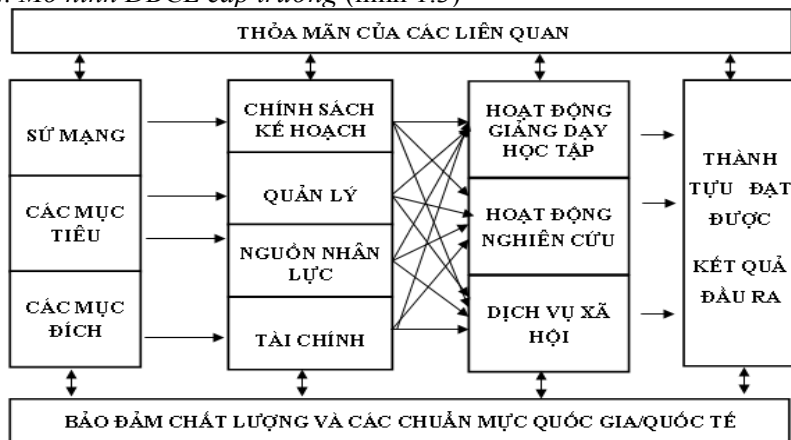 Mô hình ĐBCL cấp trường (hình 1.3)
THỎA MÃN CỦA CÁC LIÊN QUAN
SỨ MẠNG
CÁC MỤC
TIÊU
CÁC MỤC
ĐÍCH
CHÍNH SÁCH
KẾ HOẠCH
QUẢN LÝ
NGUỒN NHÂN
LỰC
TÀI CHÍNH
HOẠT ĐỘNG
GIẢNG DẠY
HỌC TẬP
HOẠT ĐỘNG
NGHIÊN CỨU
DỊCH VỤ XÃ
HỘI
THÀNH
TỰU ĐẠT
ĐƯỢC
KẾT QUẢ
ĐẦU RA
BẢO ĐẢM CHẤT LƯỢNG VÀ CÁC CHUẨN MỰC QUỐC GIA/QUỐC TẾ